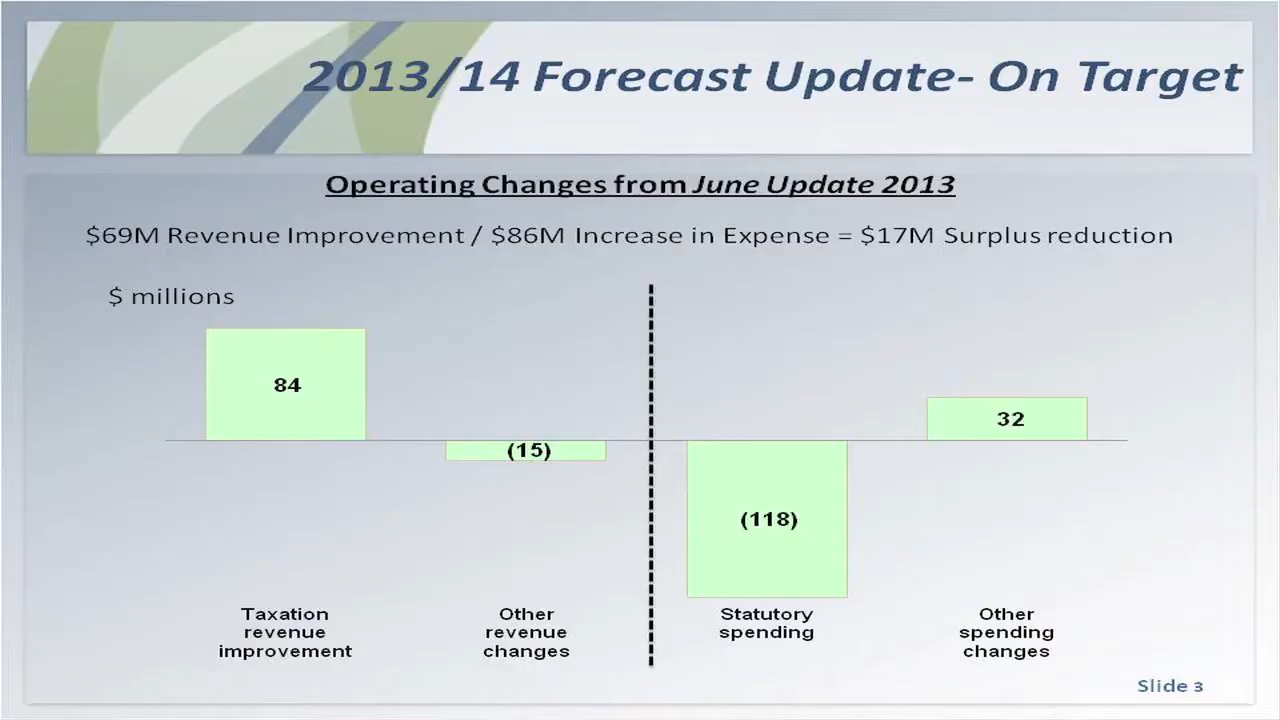 2013/14 Forecast Update- On Target
Operating Changes from June Update 2013
$69M Revenue Improvement / $86M Increase in Expense = $17M Surplus reduction
$ millions
84
(15)
(118)
32
Taxation
revenue
improvement
Other
revenue
changes
Statutory
spending
Other
spending
changes
Slide 3